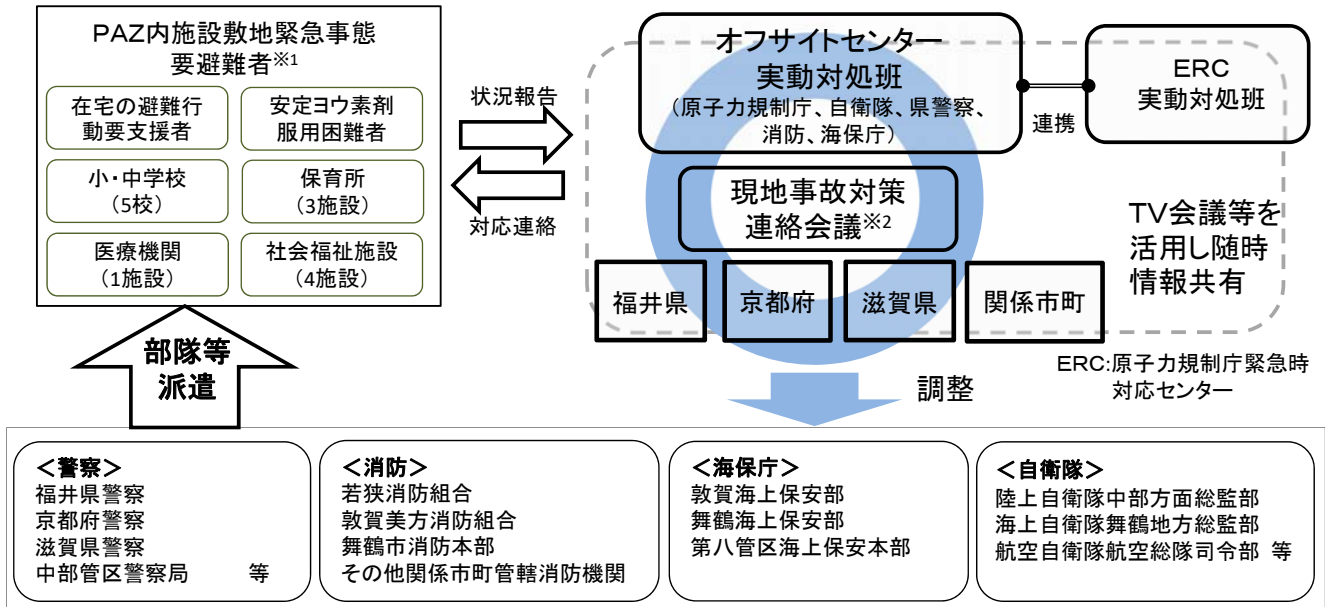 PAZ内施設敷地緊急事態
要避難者※1
在宅の避難行
動要支援者
安定ヨウ素剤
服用困難者
小・中学校
（5校）
保育所
（3施設）
医療機関
（1施設）
社会福祉施設
（4施設）
状況報告
対応連絡
オフサイトセンター
実動対処班
（原子力規制庁、自衛隊、県警察、
消防、海保庁）
連携
ERC
実動対処班
現地事故対策
連絡会議※2
TV会議等を
活用し随時
情報共有
福井県
京都府
滋賀県
関係市町
ERC:原子力規制庁緊急時
対応センター
部隊等
派遣
調整
＜警察＞
福井県警察
京都府警察
滋賀県警察
中部管区警察局　　　等
＜消防＞
若狭消防組合
敦賀美方消防組合
舞鶴市消防本部
その他関係市町管轄消防機関
＜海保庁＞
敦賀海上保安部
舞鶴海上保安部
第八管区海上保安本部
＜自衛隊＞
陸上自衛隊中部方面総監部
海上自衛隊舞鶴地方総監部
航空自衛隊航空総隊司令部 等